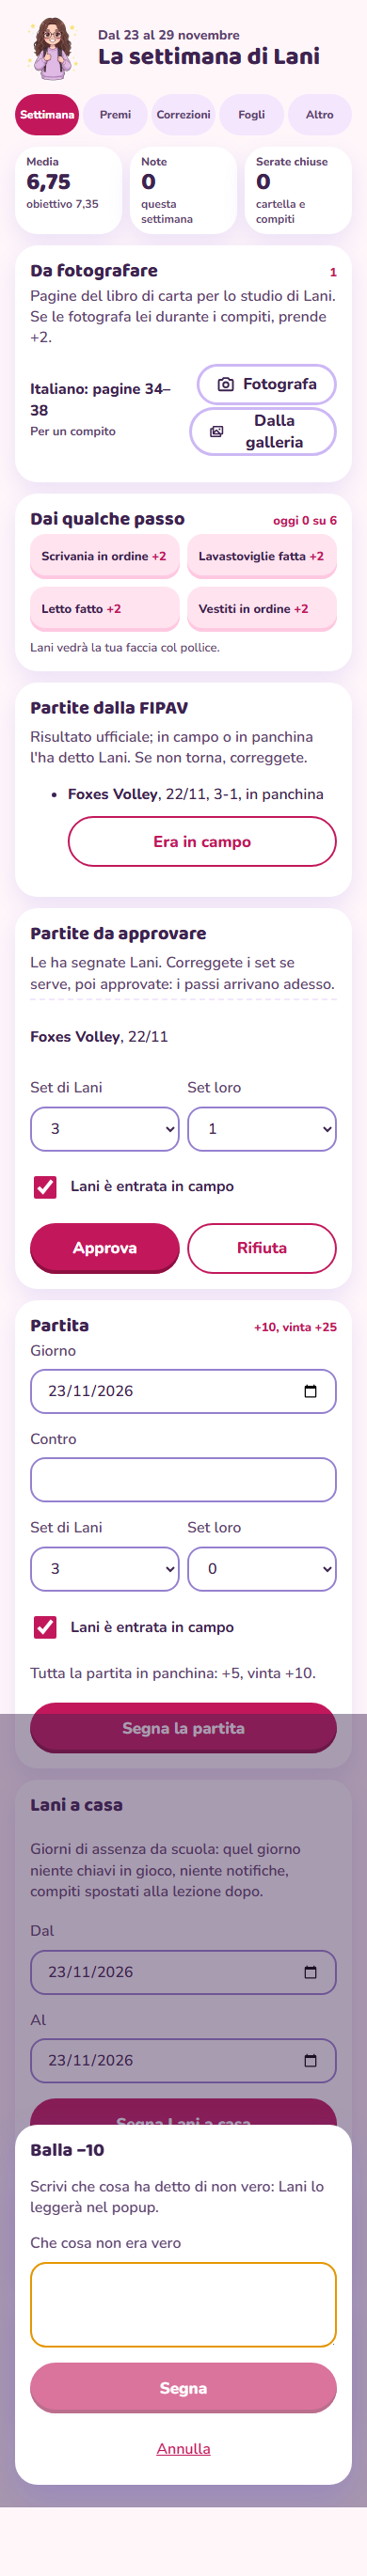 Dal 23 al 29 novembre
La settimana di Lani
Settimana
Premi
Correzioni
Fogli
Altro
Media
6,75
obiettivo 7,35
Note
0
questa
settimana
Serate chiuse
0
cartella e
compiti
Da fotografare
1
Pagine del libro di carta per lo studio di Lani.
Se le fotografa lei durante i compiti, prende
+2.
Italiano: pagine 34–
38
Per un compito
Fotografa
Dalla
galleria
Dai qualche passo
oggi 0 su 6
Scrivania in ordine +2
Lavastoviglie fatta +2
Letto fatto +2
Vestiti in ordine +2
Lani vedrà la tua faccia col pollice.
Partite dalla FIPAV
Risultato ufficiale; in campo o in panchina
l'ha detto Lani. Se non torna, correggete.
• Foxes Volley, 22/11, 3-1, in panchina
Era in campo
Partite da approvare
Le ha segnate Lani. Correggete i set se
serve, poi approvate: i passi arrivano adesso.
Foxes Volley, 22/11
Set di Lani
Set loro
3
1
Lani è entrata in campo
Approva
Rifiuta
Partita
+10, vinta +25
Giorno
23/11/2026
Contro
Set di Lani
Set loro
3
0
Lani è entrata in campo
Tutta la partita in panchina: +5, vinta +10.
Segna la partita
Lani a casa
Giorni di assenza da scuola: quel giorno
niente chiavi in gioco, niente notifiche,
compiti spostati alla lezione dopo.
Dal
23/11/2026
Al
23/11/2026
Segna Lani a casa
Balla −10
Scrivi che cosa ha detto di non vero: Lani lo
leggerà nel popup.
Che cosa non era vero
Segna
Annulla